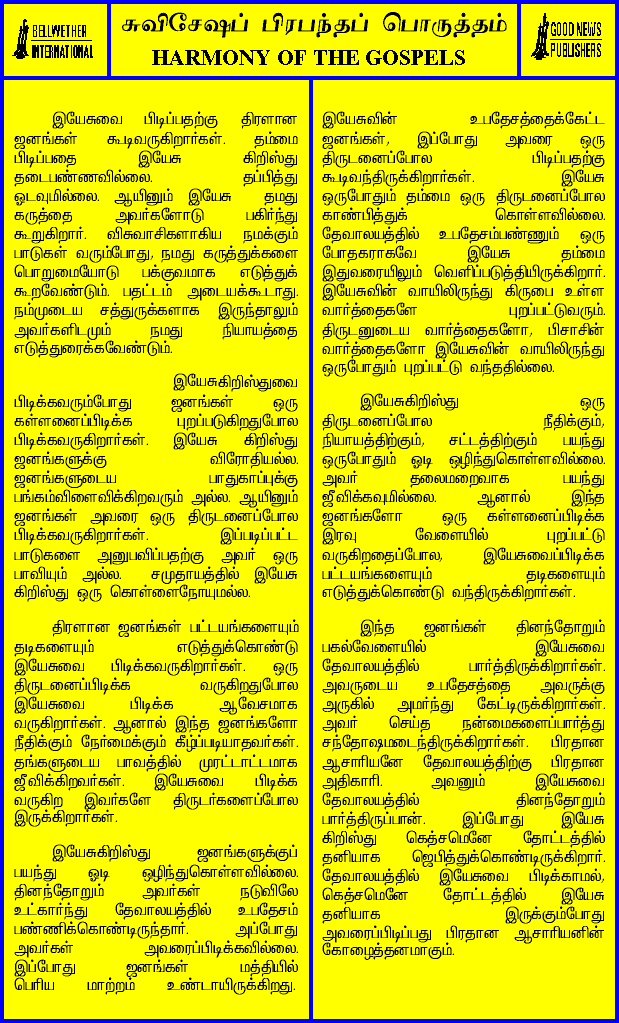 BELLWETHER
INTERNATIONAL
சுவிசேஷப் பிரபந்தப் பொருத்தம்
HARMONY OF THE GOSPELS
GOOD NEWS
PUBLISHERS
இயேசுவை பிடிப்பதற்கு திரளான
ஜனங்கள் கூடிவருகிறார்கள். தம்மை
பிடிப்பதை இயேசு கிறிஸ்து
தடைபண்ணவில்லை. தப்பித்து
ஓடவுமில்லை. ஆயினும் இயேசு தமது
கருத்தை அவர்களோடு பகிர்ந்து
கூறுகிறார். விசுவாசிகளாகிய நமக்கும்
பாடுகள் வரும்போது, நமது கருத்துக்களை
பொறுமையோடு பக்குவமாக எடுத்துக்
கூறவேண்டும். பதட்டம் அடையக்கூடாது.
நம்முடைய சத்துருக்களாக இருந்தாலும்
அவர்களிடமும் நமது நியாயத்தை
எடுத்துரைக்கவேண்டும்.
இயேசுகிறிஸ்துவை
பிடிக்கவரும்போது ஜனங்கள் ஒரு
கள்ளனைப்பிடிக்க புறப்படுகிறதுபோல
பிடிக்கவருகிறார்கள். இயேசு கிறிஸ்து
ஜனங்களுக்கு விரோதியல்ல.
ஜனங்களுடைய பாதுகாப்புக்கு
பங்கம்விளைவிக்கிறவரும் அல்ல. ஆயினும்
ஜனங்கள் அவரை ஒரு திருடனைப்போல
பிடிக்கவருகிறார்கள். இப்படிப்பட்ட
பாடுகளை அனுபவிப்பதற்கு அவர் ஒரு
பாவியும் அல்ல. சமுதாயத்தில் இயேசு
கிறிஸ்து ஒரு கொள்ளைநோயுமல்ல.
திரளான ஜனங்கள் பட்டயங்களையும்
தடிகளையும் எடுத்துக்கொண்டு
இயேசுவை பிடிக்கவருகிறார்கள். ஒரு
திருடனைப்பிடிக்க வருகிறதுபோல
இயேசுவை பிடிக்க ஆவேசமாக
வருகிறார்கள். ஆனால் இந்த ஜனங்களோ
நீதிக்கும் நேர்மைக்கும் கீழ்ப்படியாதவர்கள்.
தங்களுடைய பாவத்தில் முரட்டாட்டமாக
ஜீவிக்கிறவர்கள். இயேசுவை பிடிக்க
வருகிற இவர்களே திருடர்களைப்போல
இருக்கிறார்கள்.
இயேசுகிறிஸ்து ஜனங்களுக்குப்
பயந்து ஓடி ஒழிந்துகொள்ளவில்லை.
தினந்தோறும் அவர்கள் நடுவிலே
உட்கார்ந்து தேவாலயத்தில் உபதேசம்
பண்ணிக்கொண்டிருந்தார். அப்போது
அவர்கள் அவரைப்பிடிக்கவில்லை.
இப்போது ஜனங்கள் மத்தியில்
பெரிய மாற்றம் உண்டாயிருக்கிறது.
இயேசுவின் உபதேசத்தைக்கேட்ட
ஜனங்கள், இப்போது அவரை ஒரு
திருடனைப்போல பிடிப்பதற்கு
கூடிவந்திருக்கிறார்கள். இயேசு
ஒருபோதும் தம்மை ஒரு திருடனைப்போல
காண்பித்துக் கொள்ளவில்லை.
தேவாலயத்தில் உபதேசம்பண்ணும் ஒரு
போதகராகவே இயேசு தம்மை
இதுவரையிலும் வெளிப்படுத்தியிருக்கிறார்.
இயேசுவின் வாயிலிருந்து கிருபை உள்ள
வார்த்தைகளே புறப்பட்டுவரும்.
திருடனுடைய வார்த்தைகளோ, பிசாசின்
வார்த்தைகளோ இயேசுவின் வாயிலிருந்து
ஒருபோதும் புறப்பட்டு வந்ததில்லை.
இயேசுகிறிஸ்து ஒரு
திருடனைப்போல நீதிக்கும்,
நியாயத்திற்கும், சட்டத்திற்கும் பயந்து
ஒருபோதும் ஓடி ஒழிந்துகொள்ளவில்லை.
அவர் தலைமறைவாக பயந்து
ஜீவிக்கவுமில்லை. ஆனால் இந்த
ஜனங்களோ ஒரு கள்ளனைப்பிடிக்க
இரவு வேளையில் புறப்பட்டு
வருகிறதைப்போல, இயேசுவைப்பிடிக்க
பட்டயங்களையும் தடிகளையும்
எடுத்துக்கொண்டு வந்திருக்கிறார்கள்.
இந்த ஜனங்கள் தினந்தோறும்
பகல்வேளையில் இயேசுவை
தேவாலயத்தில் பார்த்திருக்கிறார்கள்.
அவருடைய உபதேசத்தை அவருக்கு
அருகில் அமர்ந்து கேட்டிருக்கிறார்கள்.
அவர் செய்த நன்மைகளைப்பார்த்து
சந்தோஷமடைந்திருக்கிறார்கள். பிரதான
ஆசாரியனே தேவாலயத்திற்கு பிரதான
அதிகாரி. அவனும் இயேசுவை
தேவாலயத்தில் தினந்தோறும்
பார்த்திருப்பான். இப்போது இயேசு
கிறிஸ்து கெத்சமெனே தோட்டத்தில்
தனியாக ஜெபித்துக்கொண்டிருக்கிறார்.
தேவாலயத்தில் இயேசுவை பிடிக்காமல்,
கெத்சமெனே தோட்டத்தில் இயேசு
தனியாக இருக்கும்போது
அவரைப்பிடிப்பது பிரதான ஆசாரியனின்
கோழைத்தனமாகும்.